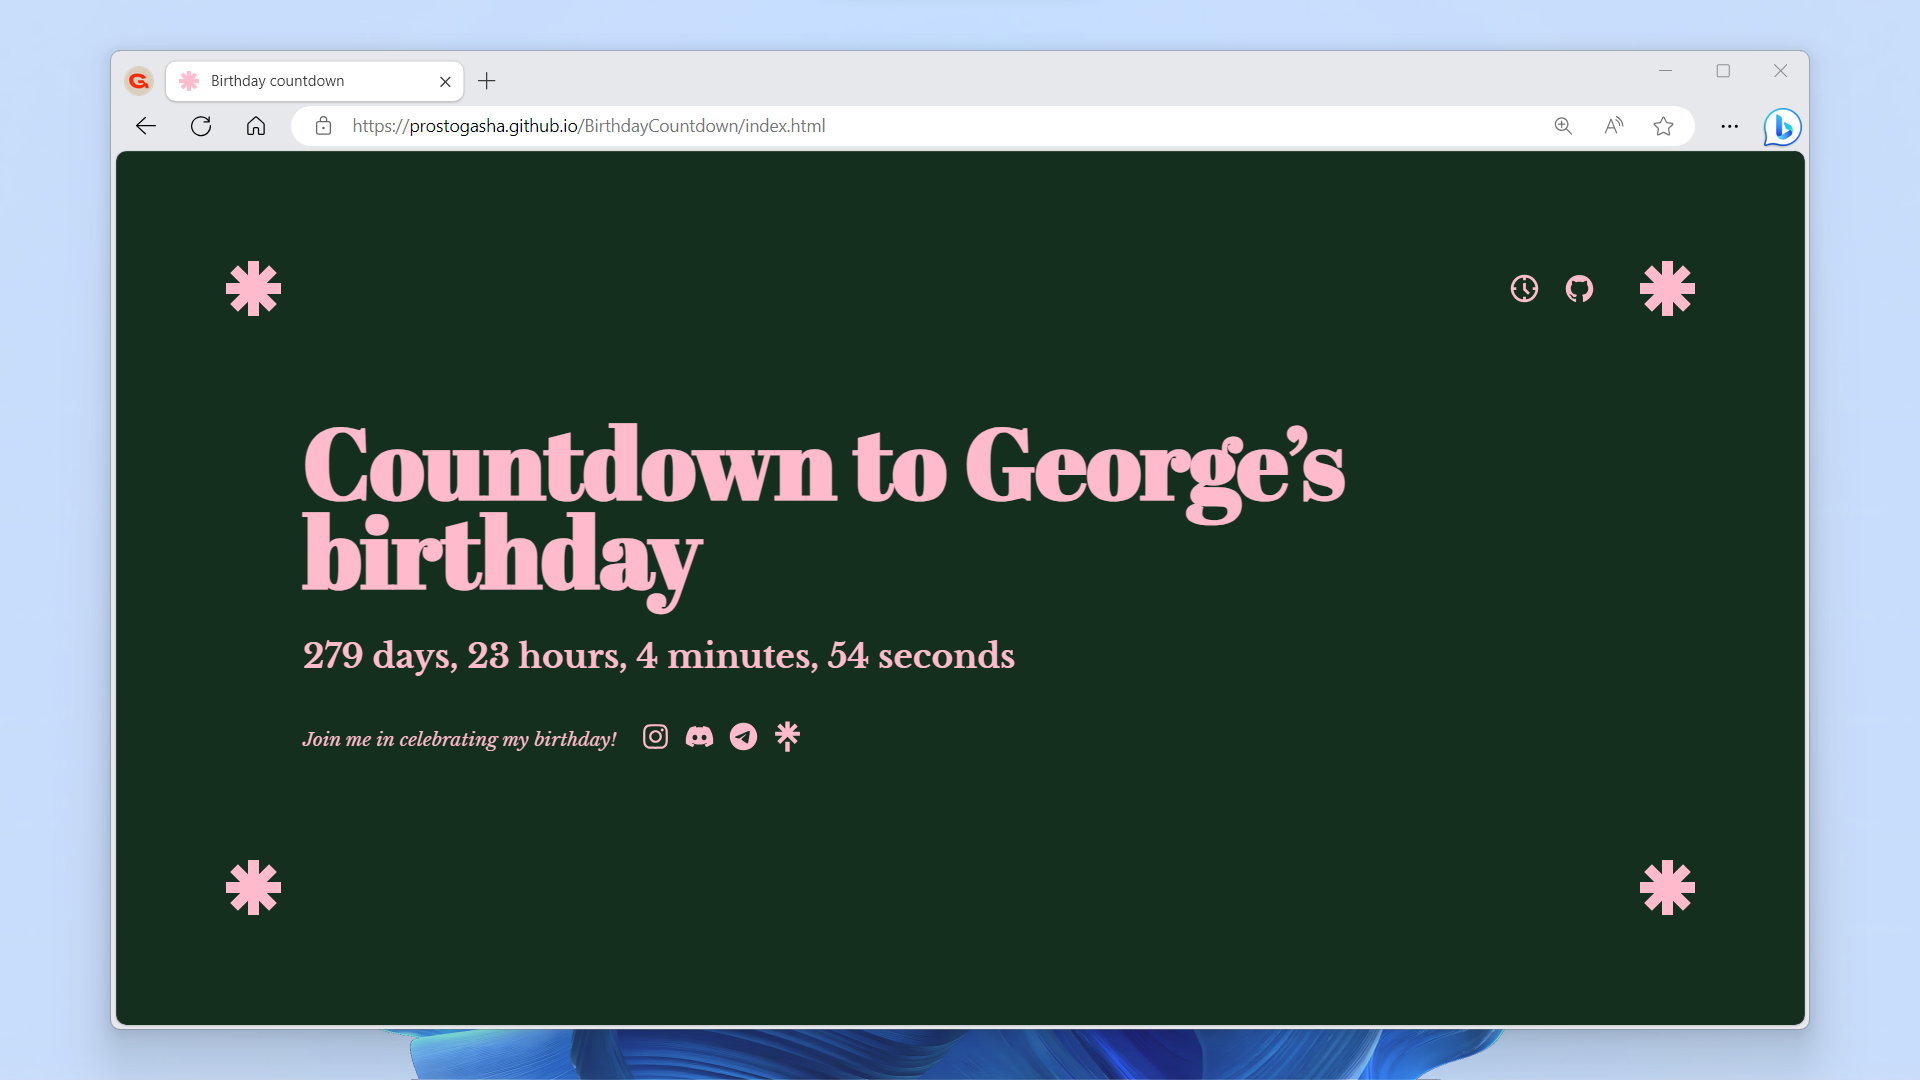 Birthday countdown
https://prostogasha.github.io/BirthdayCountdown/index.html
Countdown to George’s
birthday
279 days, 23 hours, 4 minutes, 54 seconds
Join me in celebrating my birthday!